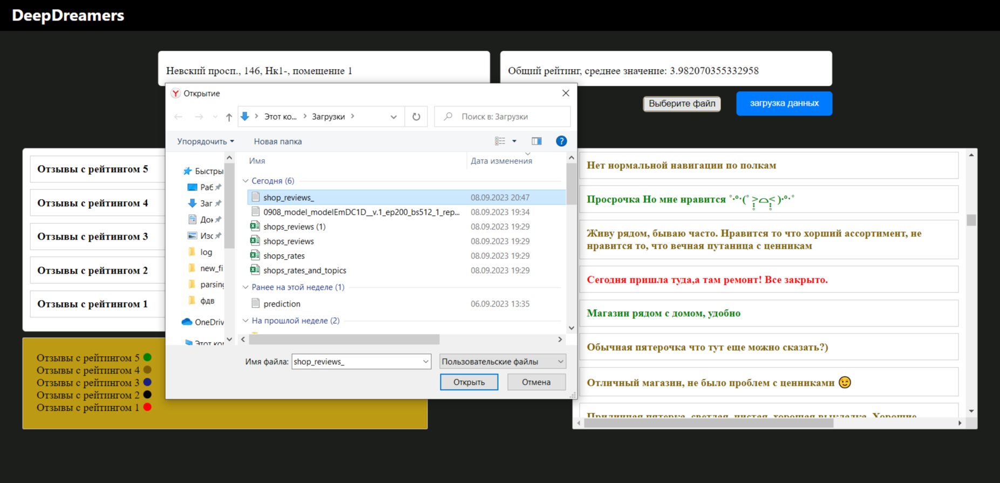 DeepDreamers
Невский просп., 146, Нк1-, помещение 1
Общий рейтинг, среднее значение: 3.982070355332958
Выберите файл
загрузка данных
Открытие
Этот ко...
Загрузки
Поиск в: Загрузки
Упорядочить
Новая папка
Быстры
Раб
Заг
Док
Изо
log
new_fi
parsing
фдв
OneDriv
Этот ком
Имя
Дата изменения
Сегодня (6)
shop_reviews_ 08.09.2023 20:47
0908_model_modelEmDC1D__v.1_ep200_bs512_1_rep... 08.09.2023 19:34
shops_reviews (1) 08.09.2023 19:29
shops_reviews 08.09.2023 19:29
shops_rates 08.09.2023 19:29
shops_rates_and_topics 08.09.2023 19:29
Ранее на этой неделе (1)
prediction 06.09.2023 13:35
На прошлой неделе (2)
Имя файла: shop_reviews_
Пользовательские файлы
Открыть
Отмена
Отзывы с рейтингом 5
Отзывы с рейтингом 4
Отзывы с рейтингом 3
Отзывы с рейтингом 2
Отзывы с рейтингом 1
Отзывы с рейтингом 5
Отзывы с рейтингом 4
Отзывы с рейтингом 3
Отзывы с рейтингом 2
Отзывы с рейтингом 1
Нет нормальной навигации по полкам
Просрочка Но мне нравится
Живу рядом, бываю часто. Нравится то что хорший ассортимент, не
нравится то, что вечная путаница с ценникам
Сегодня пришла туда,а там ремонт! Все закрыто.
Магазин рядом с домом, удобно
Обычная пятерочка что тут еще можно сказать?)
Отличный магазин, не было проблем с ценниками 😉
Приличная пятерка, светлая, чистая, хорошая выкладка. Хорошие